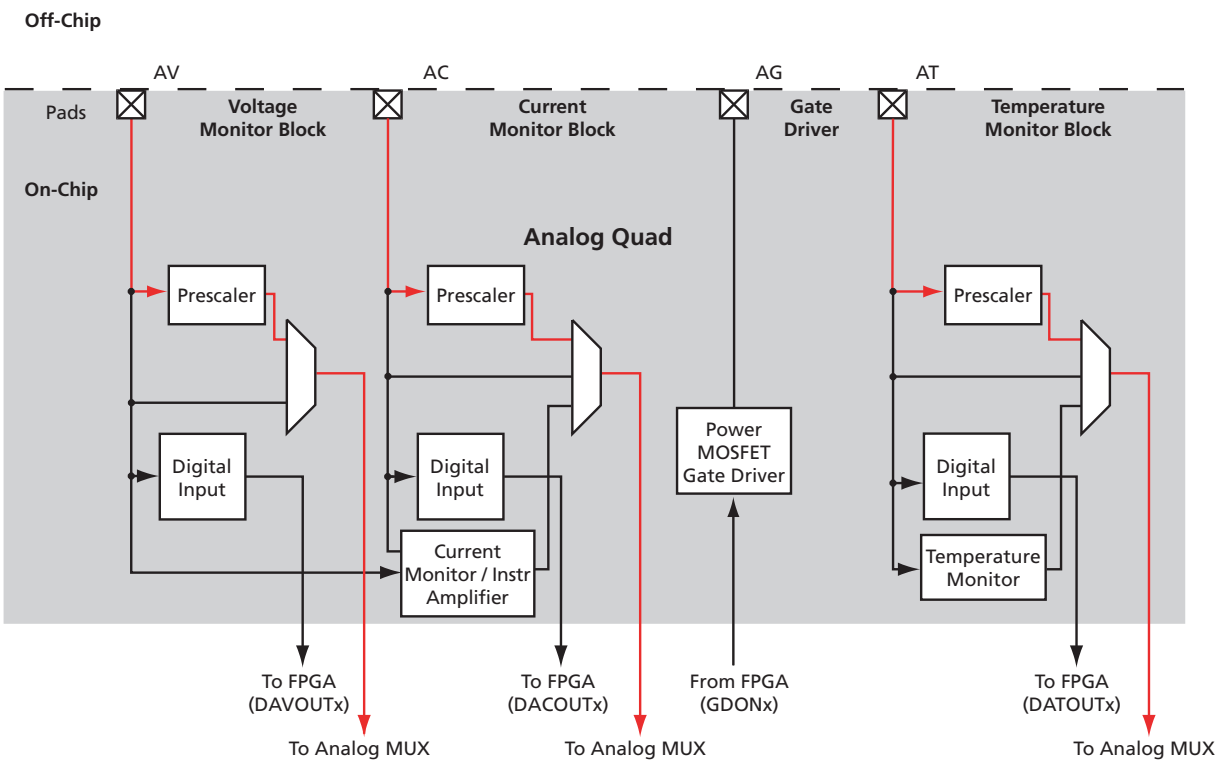 Off-Chip
AV
AC
AG
AT
Pads
Voltage
Monitor Block
Current
Monitor Block
Gate
Driver
Temperature
Monitor Block
On-Chip
Analog Quad
Prescaler
Prescaler
Prescaler
Power
MOSFET
Gate Driver
Digital
Input
Digital
Input
Digital
Input
Current
Monitor / Instr
Amplifier
Temperature
Monitor
To FPGA
(DAVOUTx)
To FPGA
(DACOUTx)
From FPGA
(GDONx)
To FPGA
(DATOUTx)
To Analog MUX
To Analog MUX
To Analog MUX